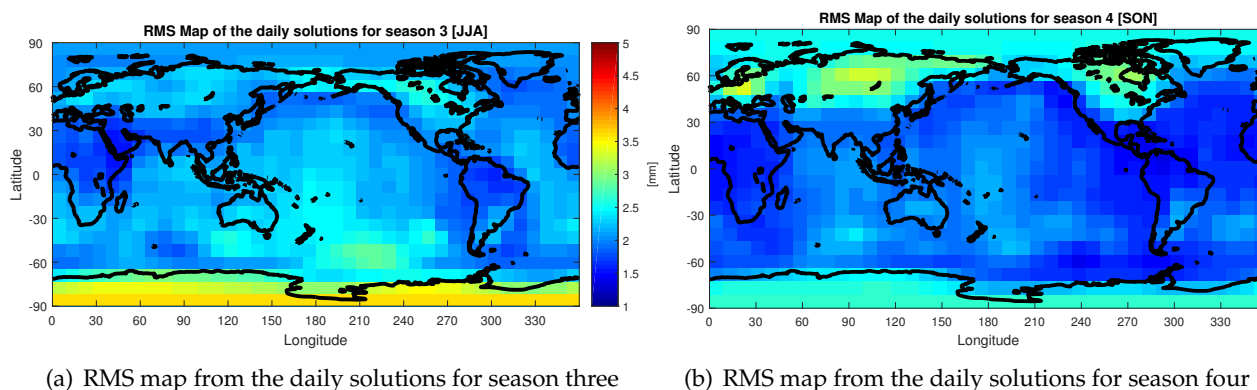 RMS Map of the daily solutions for season 3 [JJA]
90
60
30
0
-30
-60
-90
Latitude
0 30 60 90 120 150 180 210 240 270 300 330
Longitude
5
4.5
4
3.5
3
2.5
2
1.5
1
[mm]
(a) RMS map from the daily solutions for season three
RMS Map of the daily solutions for season 4 [SON]
90
60
30
0
-30
-60
-90
Latitude
0 30 60 90 120 150 180 210 240 270 300 330
Longitude
(b) RMS map from the daily solutions for season four